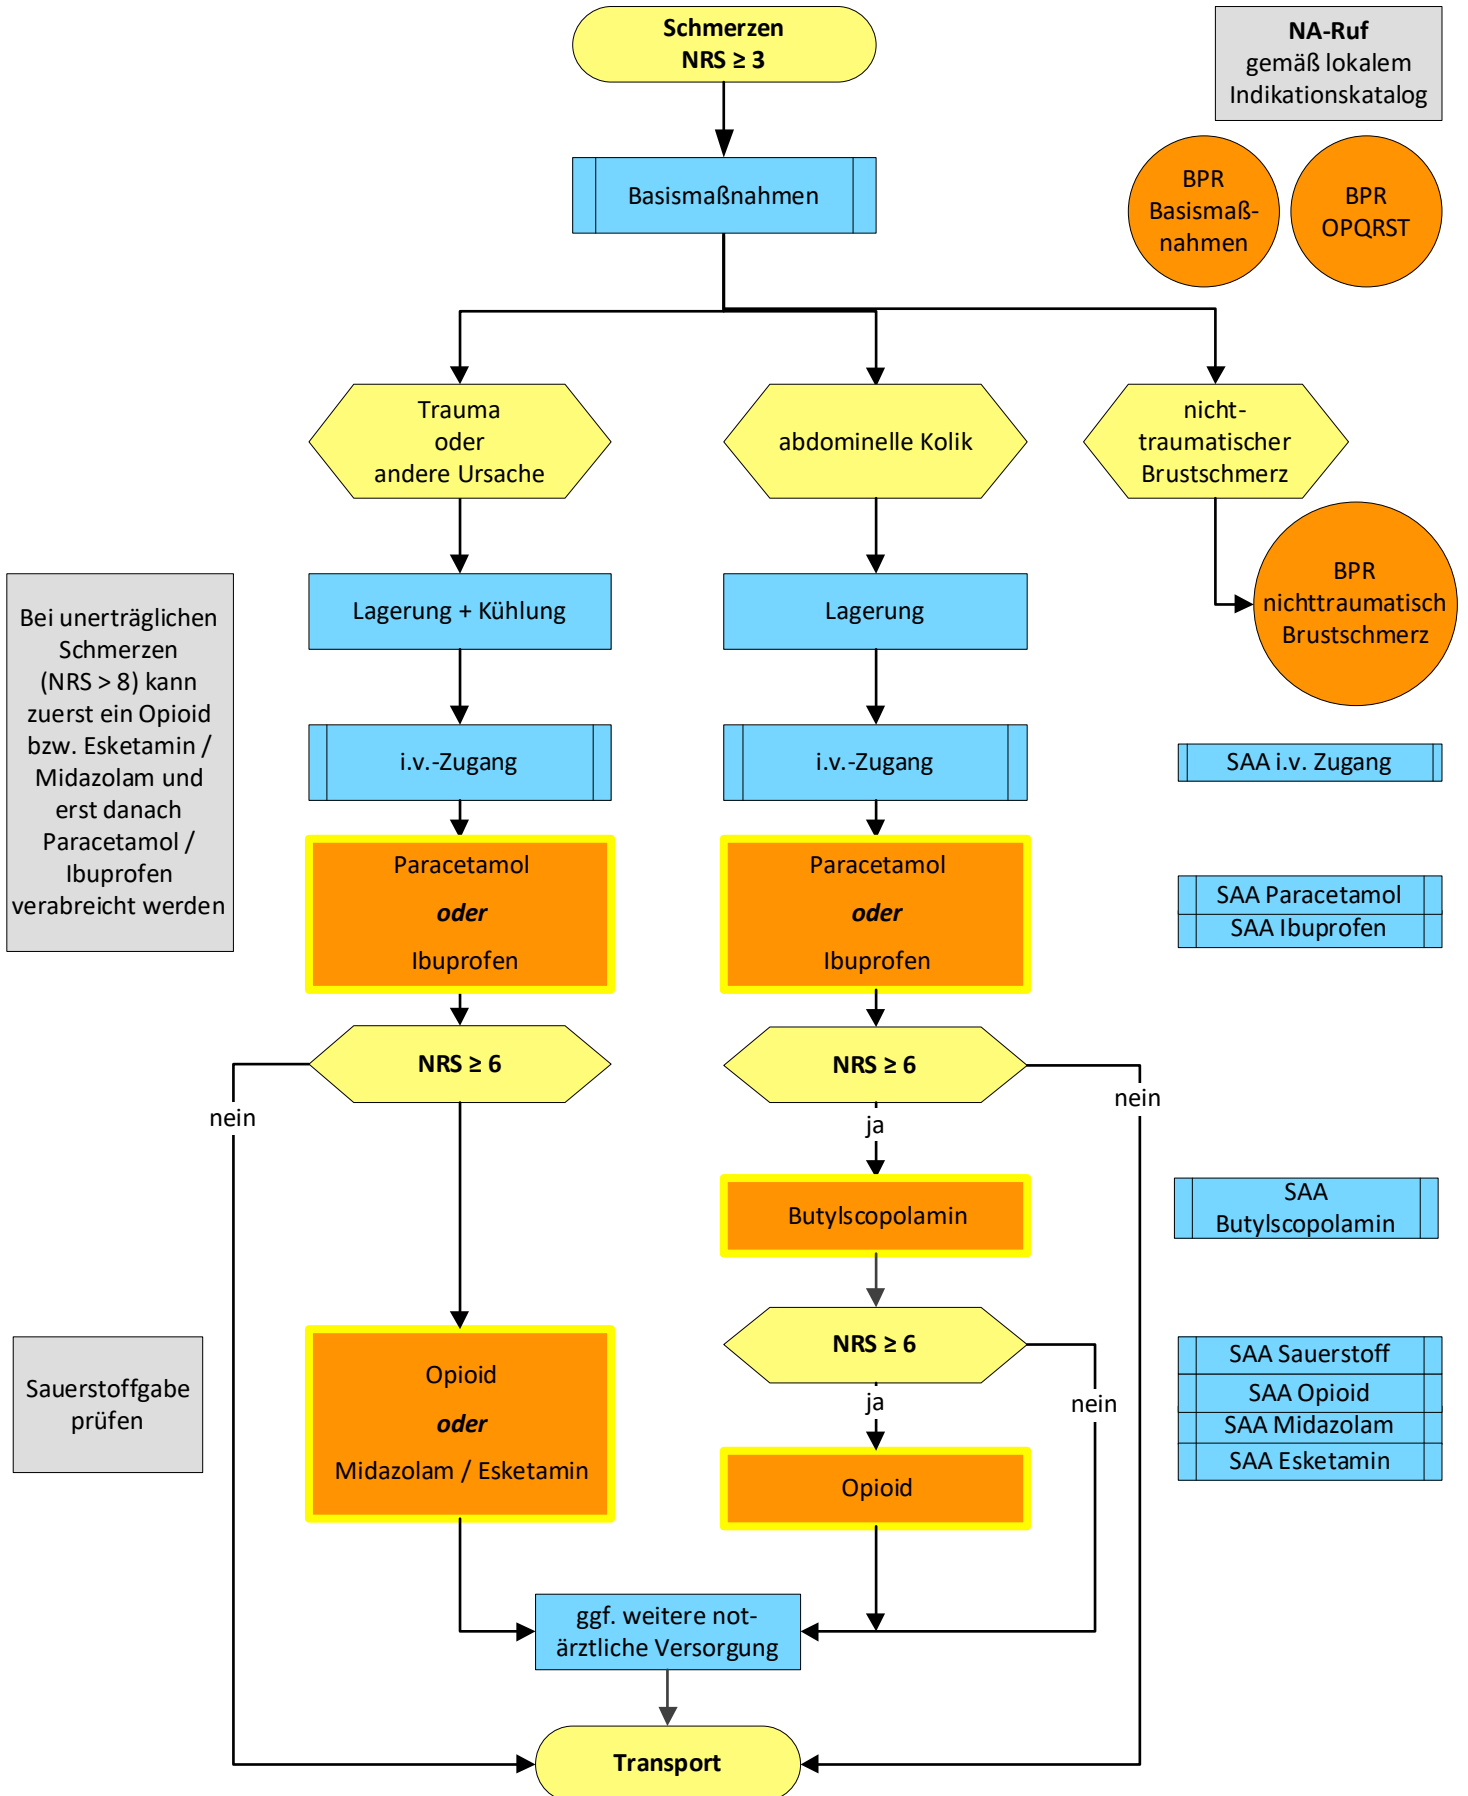 Schmerzen
NRS ≥ 3
NA-Ruf
gemäß lokalem
Indikationskatalog
Basismaßnahmen
BPR
Basismaß-
nahmen
BPR
OPQRST
Trauma
oder
andere Ursache
abdominelle Kolik
nicht-
traumatischer
Brustschmerz
Bei unerträglichen
Schmerzen
(NRS > 8) kann
zuerst ein Opioid
bzw. Esketamin /
Midazolam und
erst danach
Paracetamol /
Ibuprofen
verabreicht werden
Lagerung + Kühlung
Lagerung
BPR
nichttraumatisch
Brustschmerz
i.v.-Zugang
i.v.-Zugang
SAA i.v. Zugang
Paracetamol
oder
Ibuprofen
Paracetamol
oder
Ibuprofen
SAA Paracetamol
SAA Ibuprofen
NRS ≥ 6
NRS ≥ 6
nein
ja
nein
Butylscopolamin
SAA
Butylscopolamin
NRS ≥ 6
ja
nein
Sauerstoffgabe
prüfen
Opioid
oder
Midazolam / Esketamin
Opioid
SAA Sauerstoff
SAA Opioid
SAA Midazolam
SAA Esketamin
ggf. weitere not-
ärztliche Versorgung
Transport